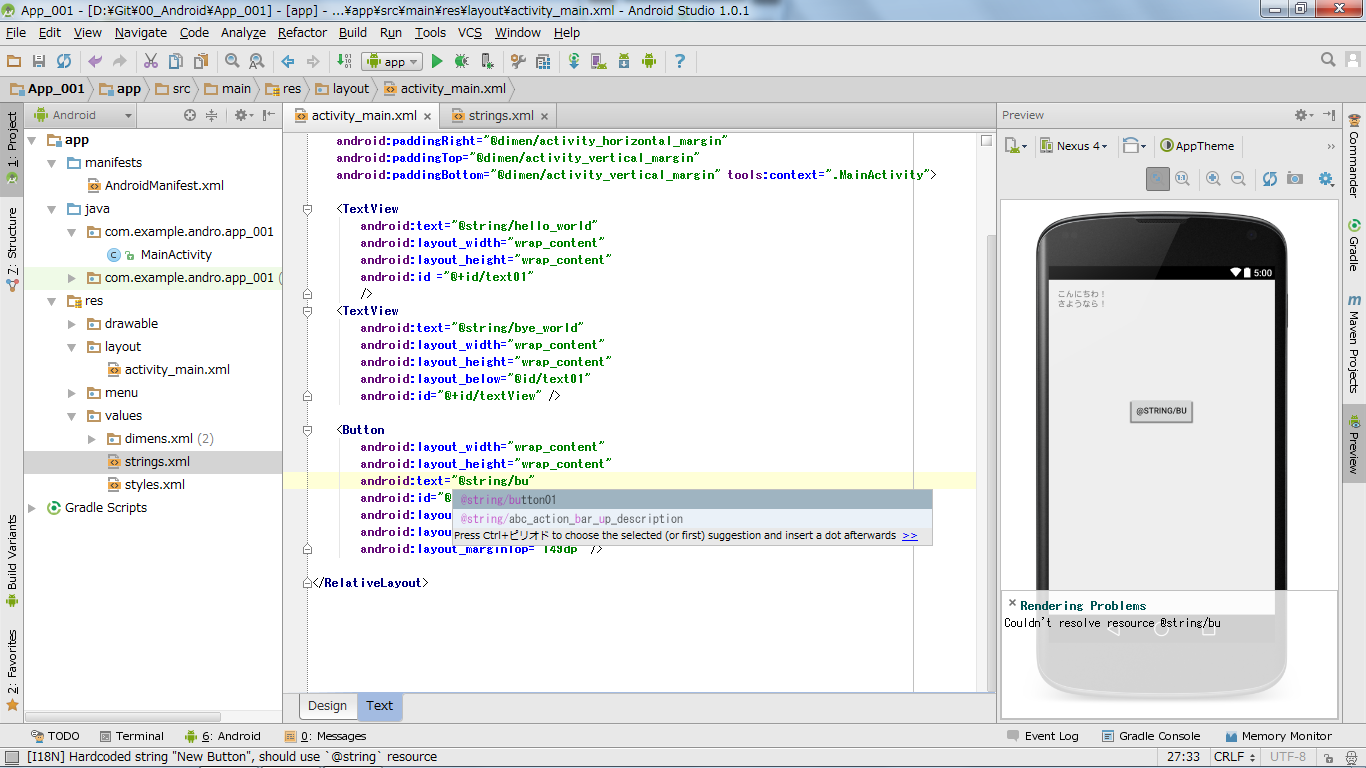 App_001 - [D:¥Git¥00_Android¥App_001] - [app] - ...¥app¥src¥main¥res¥layout¥activity_main.xml - Android Studio 1.0.1
File Edit View Navigate Code Analyze Refactor Build Run Tools VCS Window Help
app
App_001 app src main res layout activity_main.xml
Android
activity_main.xml strings.xml
Preview
1: Project
7: Structure
Build Variants
2: Favorites
app
manifests
AndroidManifest.xml
java
com.example.andro.app_001
MainActivity
com.example.andro.app_001 (
res
drawable
layout
activity_main.xml
menu
values
dimens.xml (2)
strings.xml
styles.xml
Gradle Scripts
android:paddingRight="@dimen/activity_horizontal_margin"
android:paddingTop="@dimen/activity_vertical_margin"
android:paddingBottom="@dimen/activity_vertical_margin" tools:context=".MainActivity">
<TextView
android:text="@string/hello_world"
android:layout_width="wrap_content"
android:layout_height="wrap_content"
android:id ="@+id/text01"
/>
<TextView
android:text="@string/bye_world"
android:layout_width="wrap_content"
android:layout_height="wrap_content"
android:layout_below="@id/text01"
android:id="@+id/textView" />
<Button
android:layout_width="wrap_content"
android:layout_height="wrap_content"
android:text="@string/bu"
android:id="@
android:layou
android:layou
android:layout_marginTop="149dp" />
@string/button01
@string/abc_action_bar_up_description
Press Ctrl+ピリオド to choose the selected (or first) suggestion and insert a dot afterwards >>
</RelativeLayout>
Design Text
Nexus 4 AppTheme >>
1:1
5:00
こんにちわ！
さようなら！
@STRING/BU
Rendering Problems
Couldn't resolve resource @string/bu
Commander
Gradle
m Maven Projects
Preview
TODO Terminal 6: Android 0: Messages Event Log Gradle Console Memory Monitor
[I18N] Hardcoded string "New Button", should use `@string` resource 27:33 CRLF UTF-8